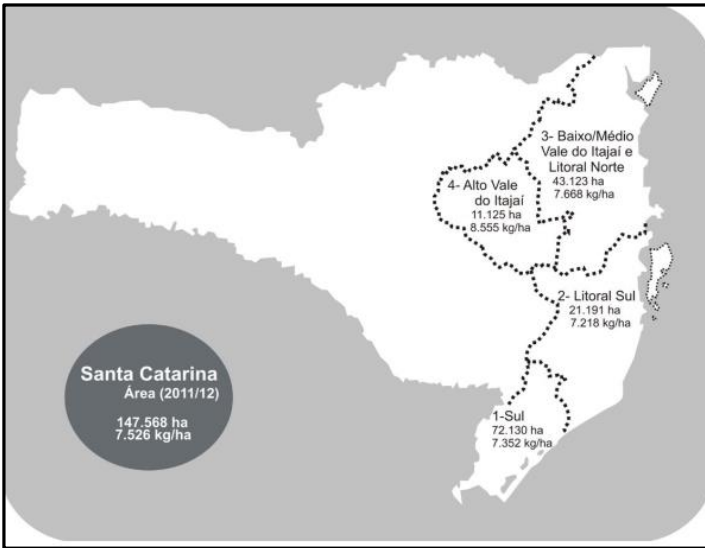 3- Baixo/Médio
Vale do Itajaí e
Litoral Norte
43.123 ha
7.668 kg/ha
4- Alto Vale
do Itajaí
11.125 ha
8.555 kg/ha
2- Litoral Sul
21.191 ha
7.218 kg/ha
Santa Catarina
Área (2011/12)
147.568 ha
7.526 kg/ha
1-Sul
72.130 ha
7.352 kg/ha